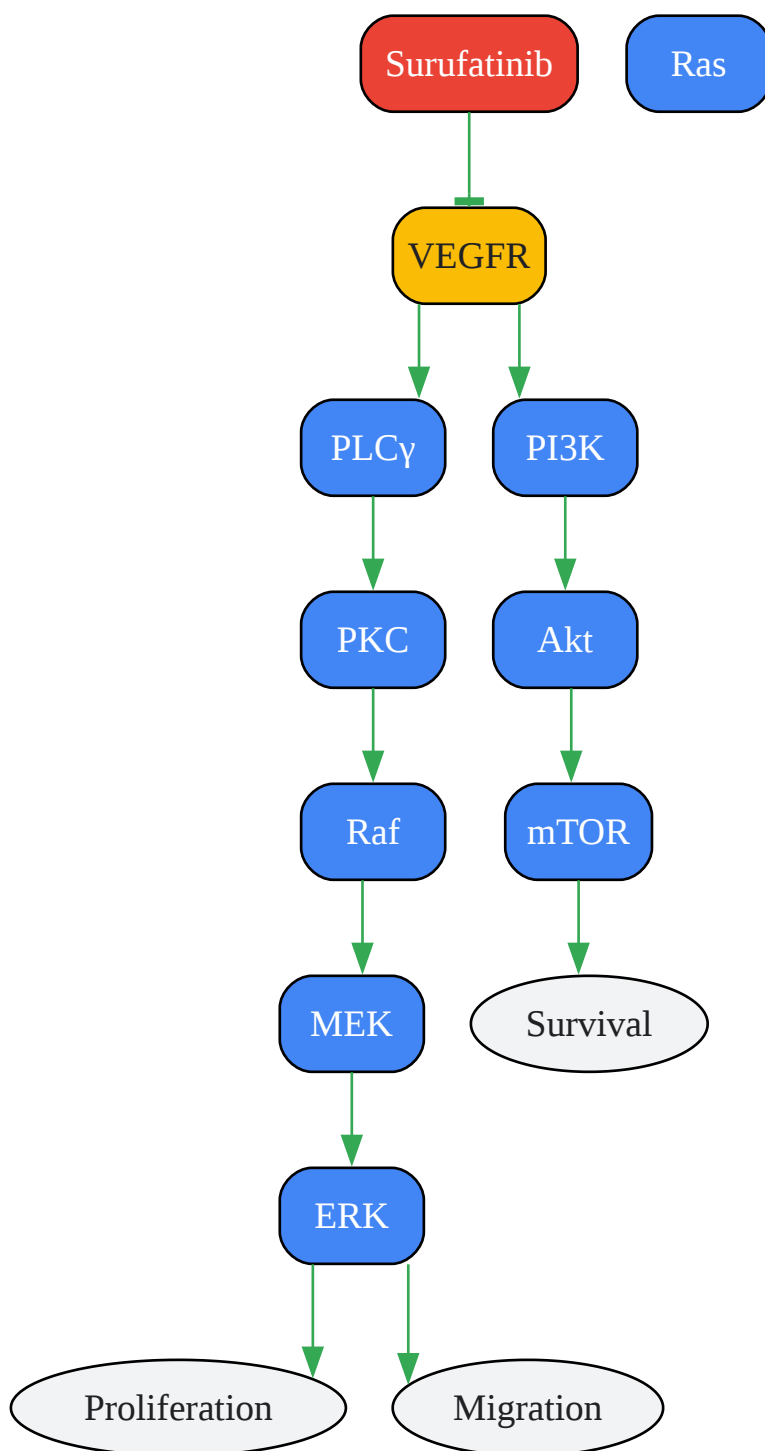 Surufatinib
Ras
VEGFR
PLCγ
PI3K
PKC
Akt
Raf
mTOR
MEK
Survival
ERK
Proliferation
Migration